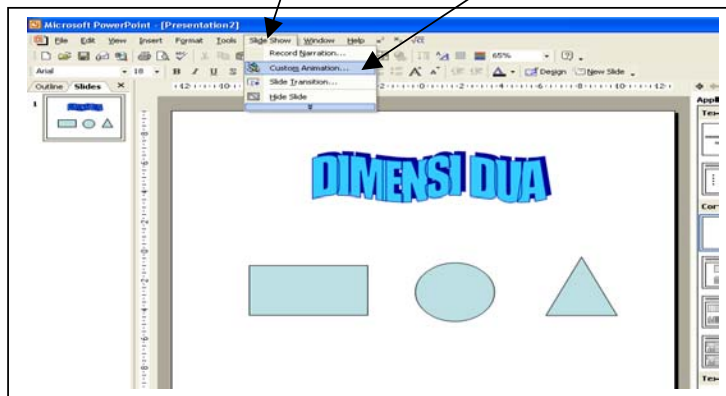 Microsoft PowerPoint - [Presentation2]
File Edit View Insert Format Tools Slide Show Window Help
Record Narration...
Custom Animation...
Slide Transition...
Hide Slide
65%
Arial 18 B I U S
Design New Slide
Outline Slides
1
DIMENSI DUA